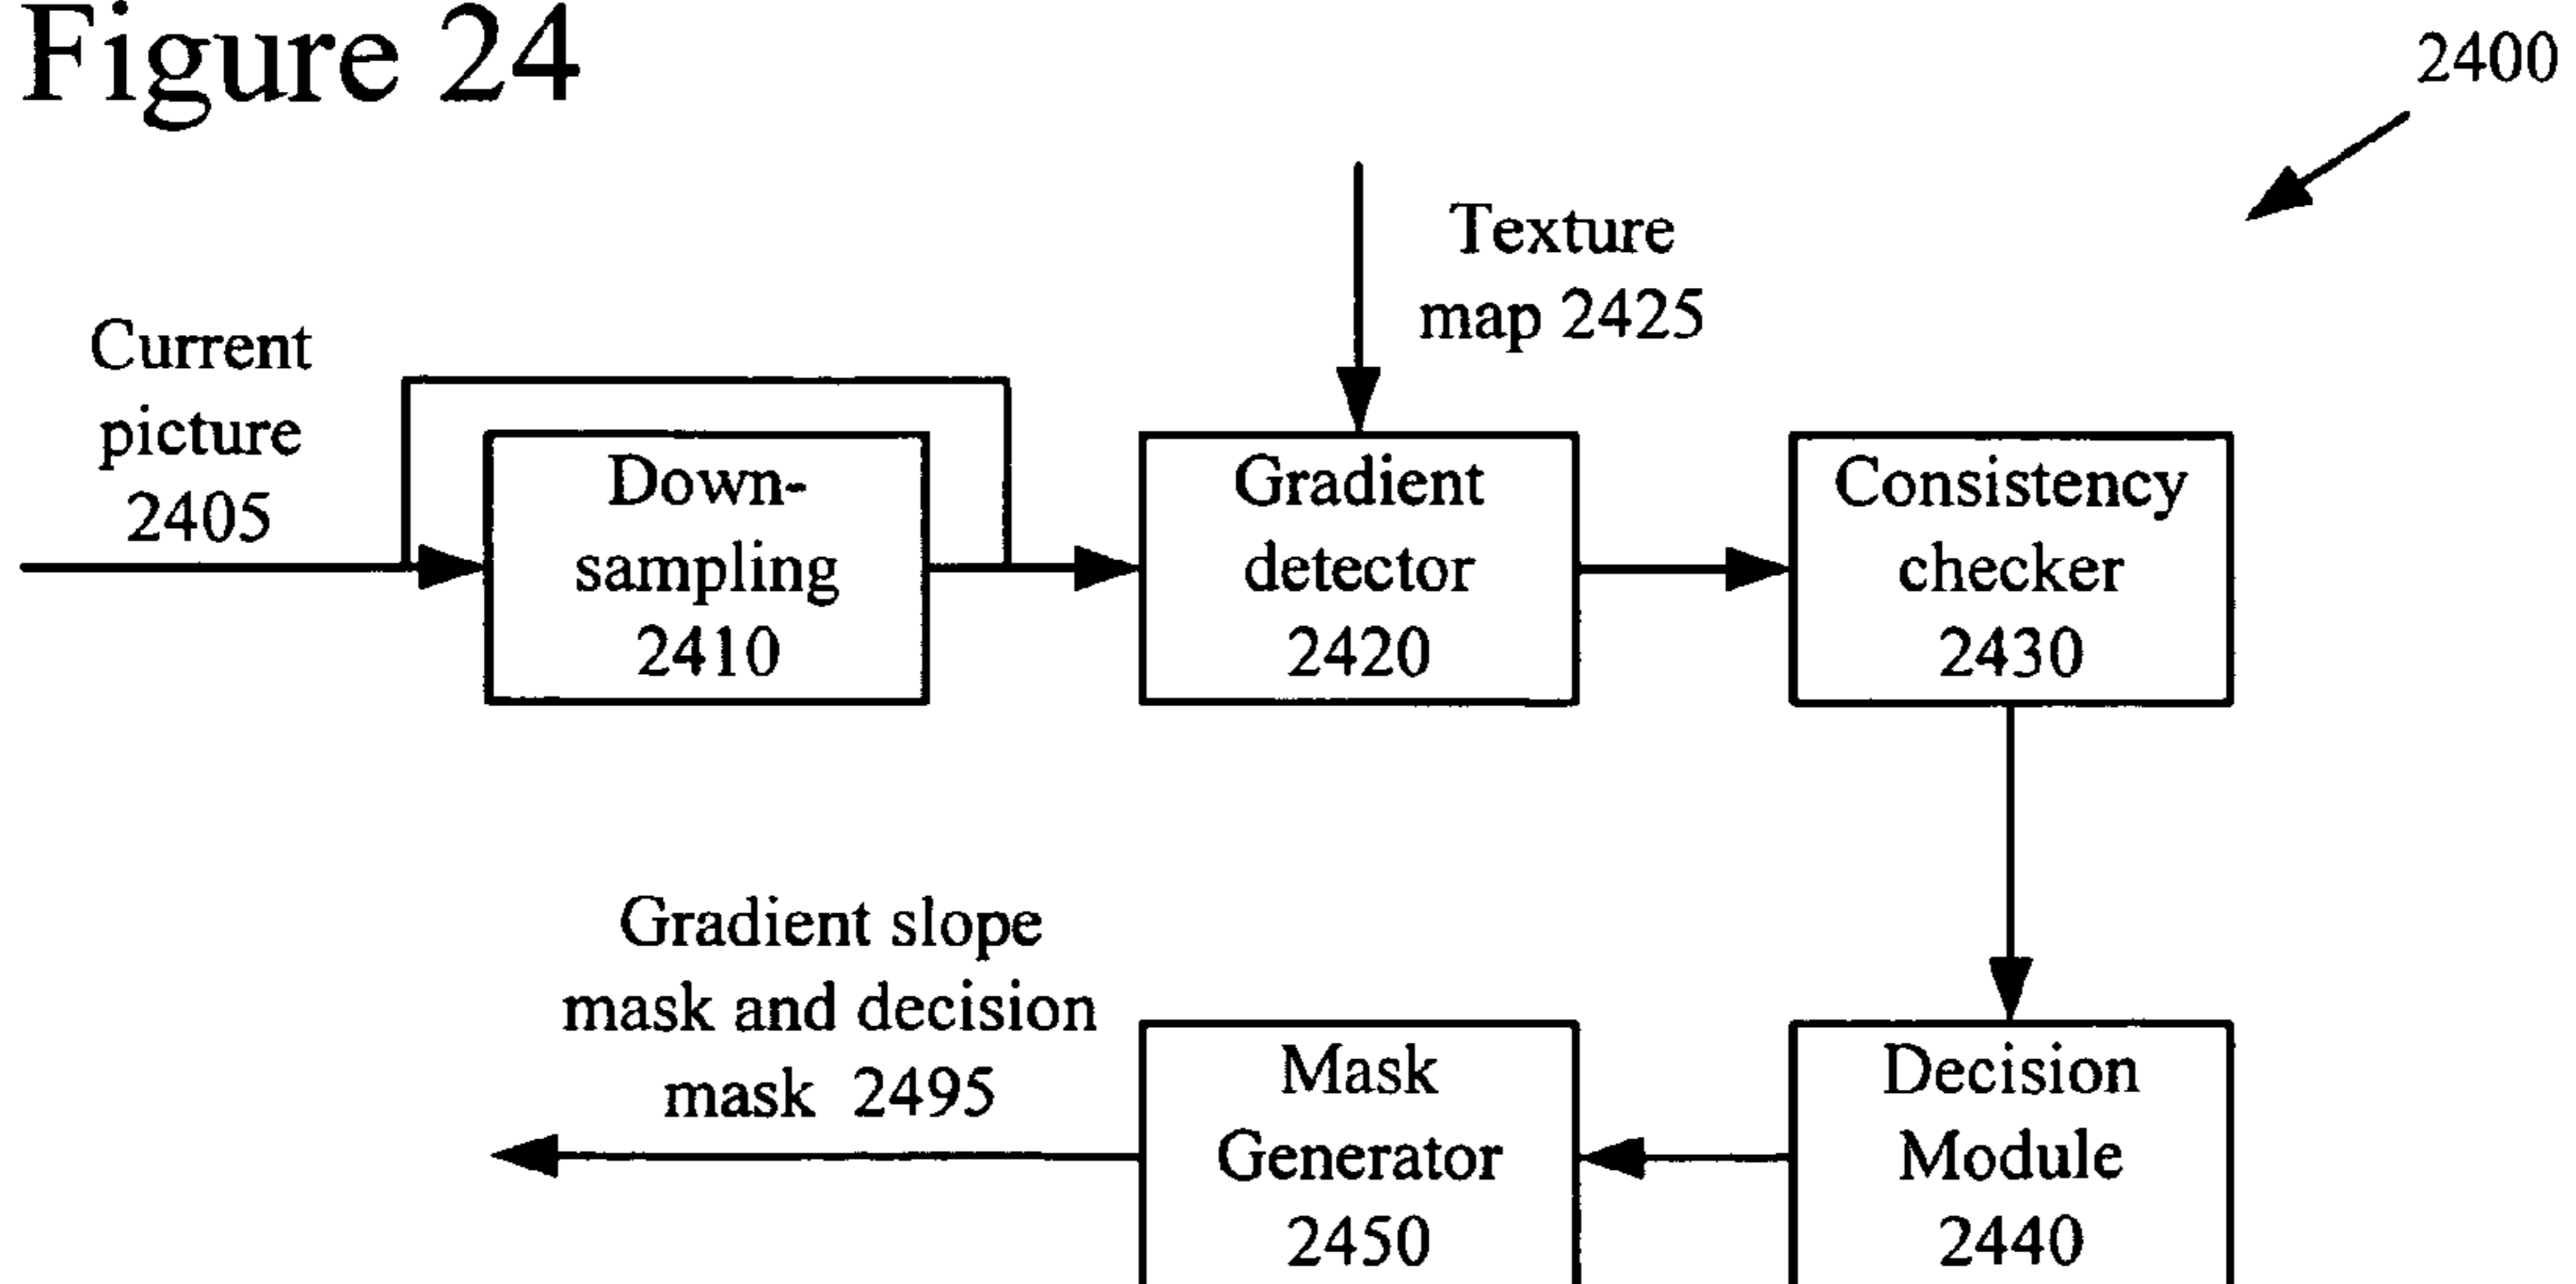 Figure 24
2400
Texture
map 2425
Current
picture
2405
Down-
sampling
2410
Gradient
detector
2420
Consistency
checker
2430
Gradient slope
mask and decision
mask 2495
Mask
Generator
2450
Decision
Module
2440